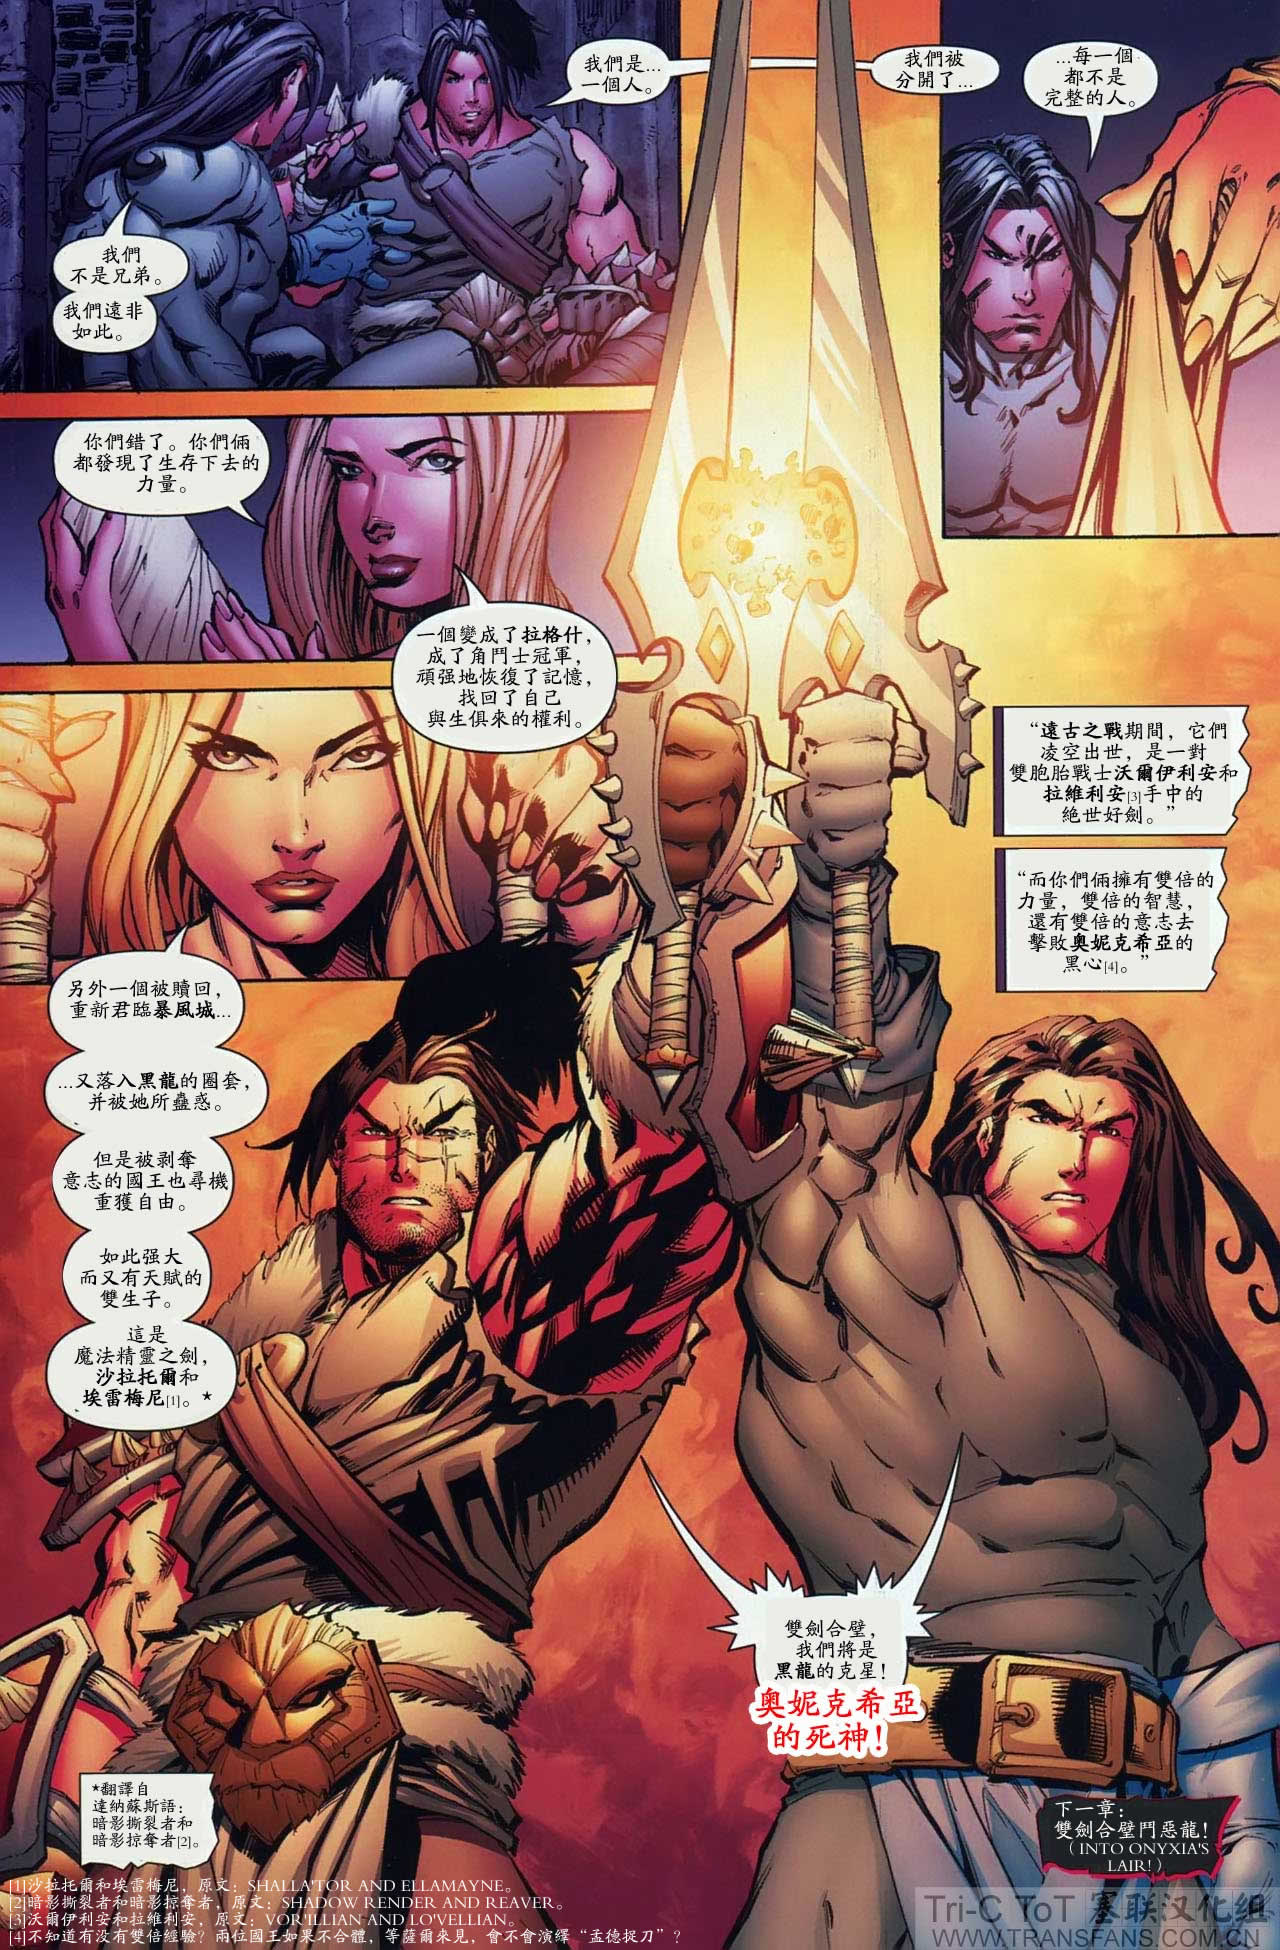 我們是…
一個人。
我們被
分開了…
…每一個
都不是
完整的人。
我們
不是兄弟。
我們遠非
如此。
你們錯了。你們倆
都發現了生存下去的
力量。
一個變成了拉格什，
成了角鬥士冠軍，
頑强地恢復了記憶，
找回了自己
與生俱來的權利。
另外一個被贖回，
重新君臨暴風城…
…又落入黑龍的圈套，
并被她所蠱惑。
但是被剥奪
意志的國王也尋機
重獲自由。
如此强大
而又有天賦的
雙生子。
這是
魔法精靈之劍，
沙拉托爾和
埃雷梅尼[1]。★
“遠古之戰期間，它們
凌空出世，是一對
雙胞胎戰士沃爾伊利安和
拉維利安[3]手中的
絶世好劍。”
“而你們倆擁有雙倍的
力量，雙倍的智慧，
還有雙倍的意志去
擊敗奧妮克希亞的
黑心[4]。”
雙劍合璧，
我們將是
黑龍的克星！
奧妮克希亞
的死神！
★翻譯自
達納蘇斯語：
暗影撕裂者和
暗影掠奪者[2]。
下一章：
雙劍合璧鬥惡龍！
（INTO ONYXIA'S
LAIR!）
[1]沙拉托爾和埃雷梅尼，原文：SHALLA'TOR AND ELLAMAYNE。
[2]暗影撕裂者和暗影掠奪者，原文：SHADOW RENDER AND REAVER。
[3]沃爾伊利安和拉維利安，原文：VOR'ILLIAN AND LO'VELLIAN。
[4]不知道有没有雙倍經驗？兩位國王如果不合體，等薩爾來見，會不會演繹“孟德捉刀”？
Tri-C ToT 塞联汉化组
WWW.TRANSFANS.COM.CN